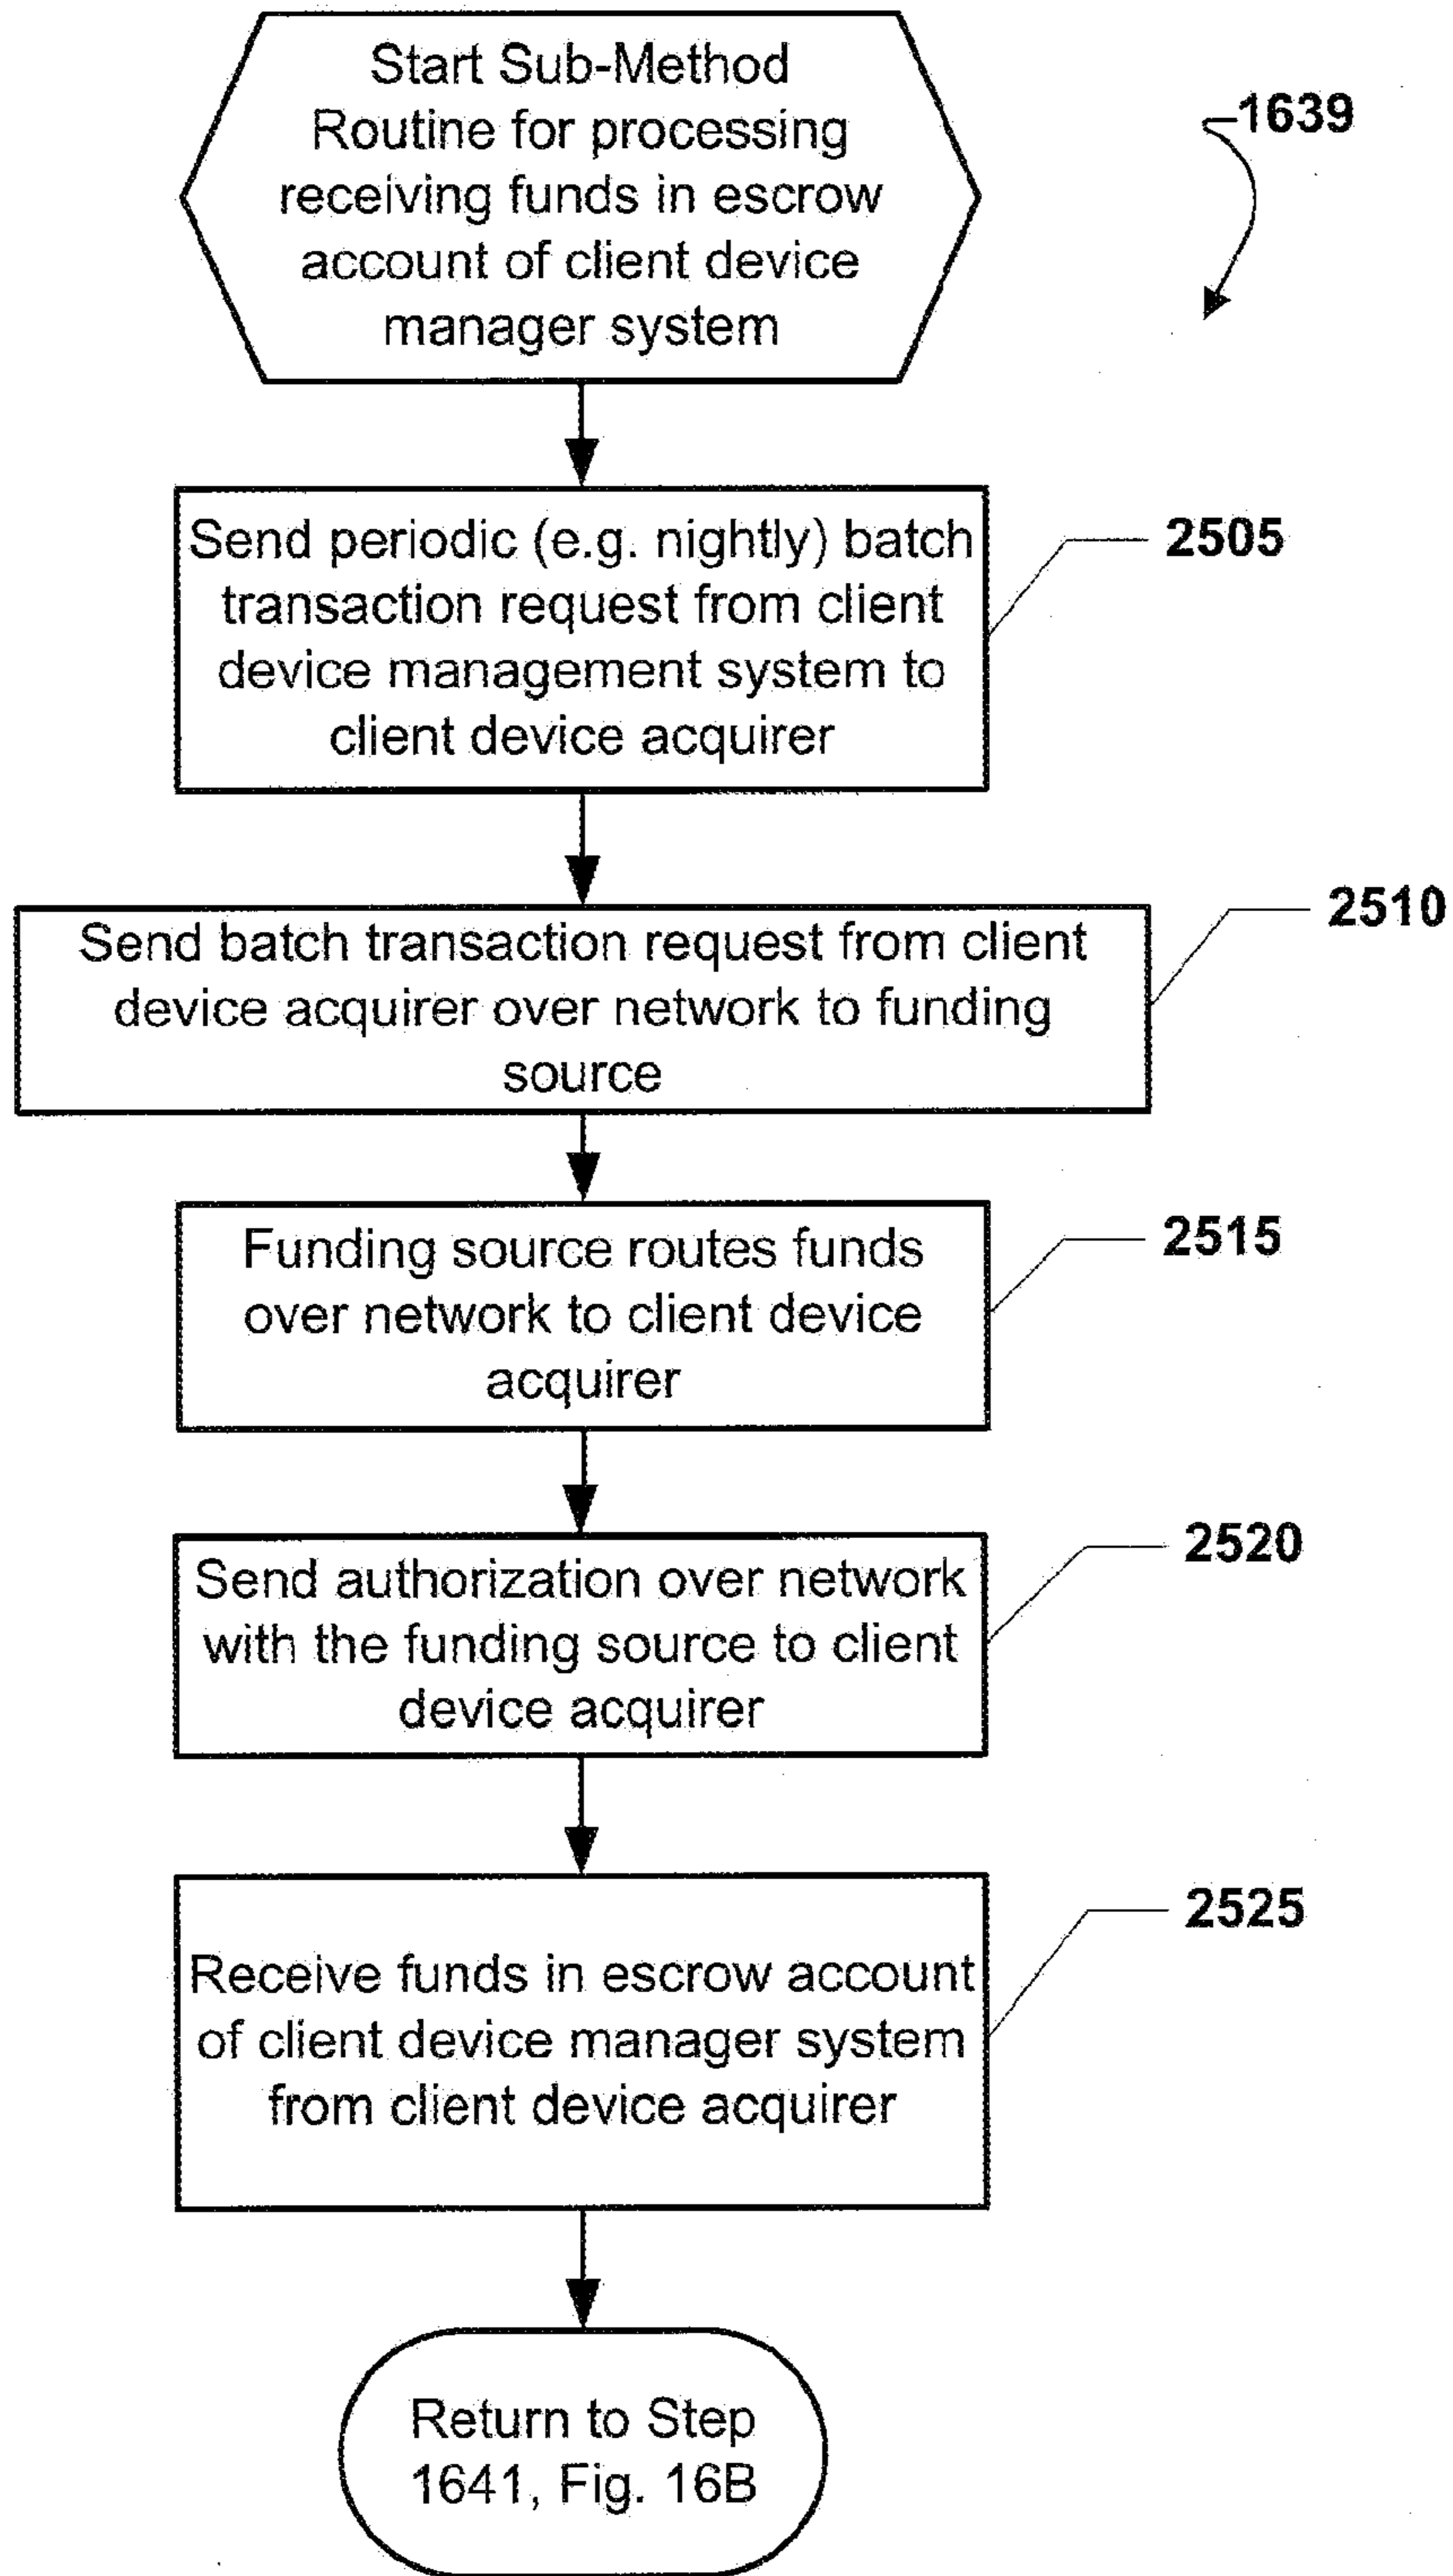 Start Sub-Method
Routine for processing
receiving funds in escrow
account of client device
manager system
1639
Send periodic (e.g. nightly) batch
transaction request from client
device management system to
client device acquirer
2505
Send batch transaction request from client
device acquirer over network to funding
source
2510
Funding source routes funds
over network to client device
acquirer
2515
Send authorization over network
with the funding source to client
device acquirer
2520
Receive funds in escrow account
of client device manager system
from client device acquirer
2525
Return to Step
1641, Fig. 16B